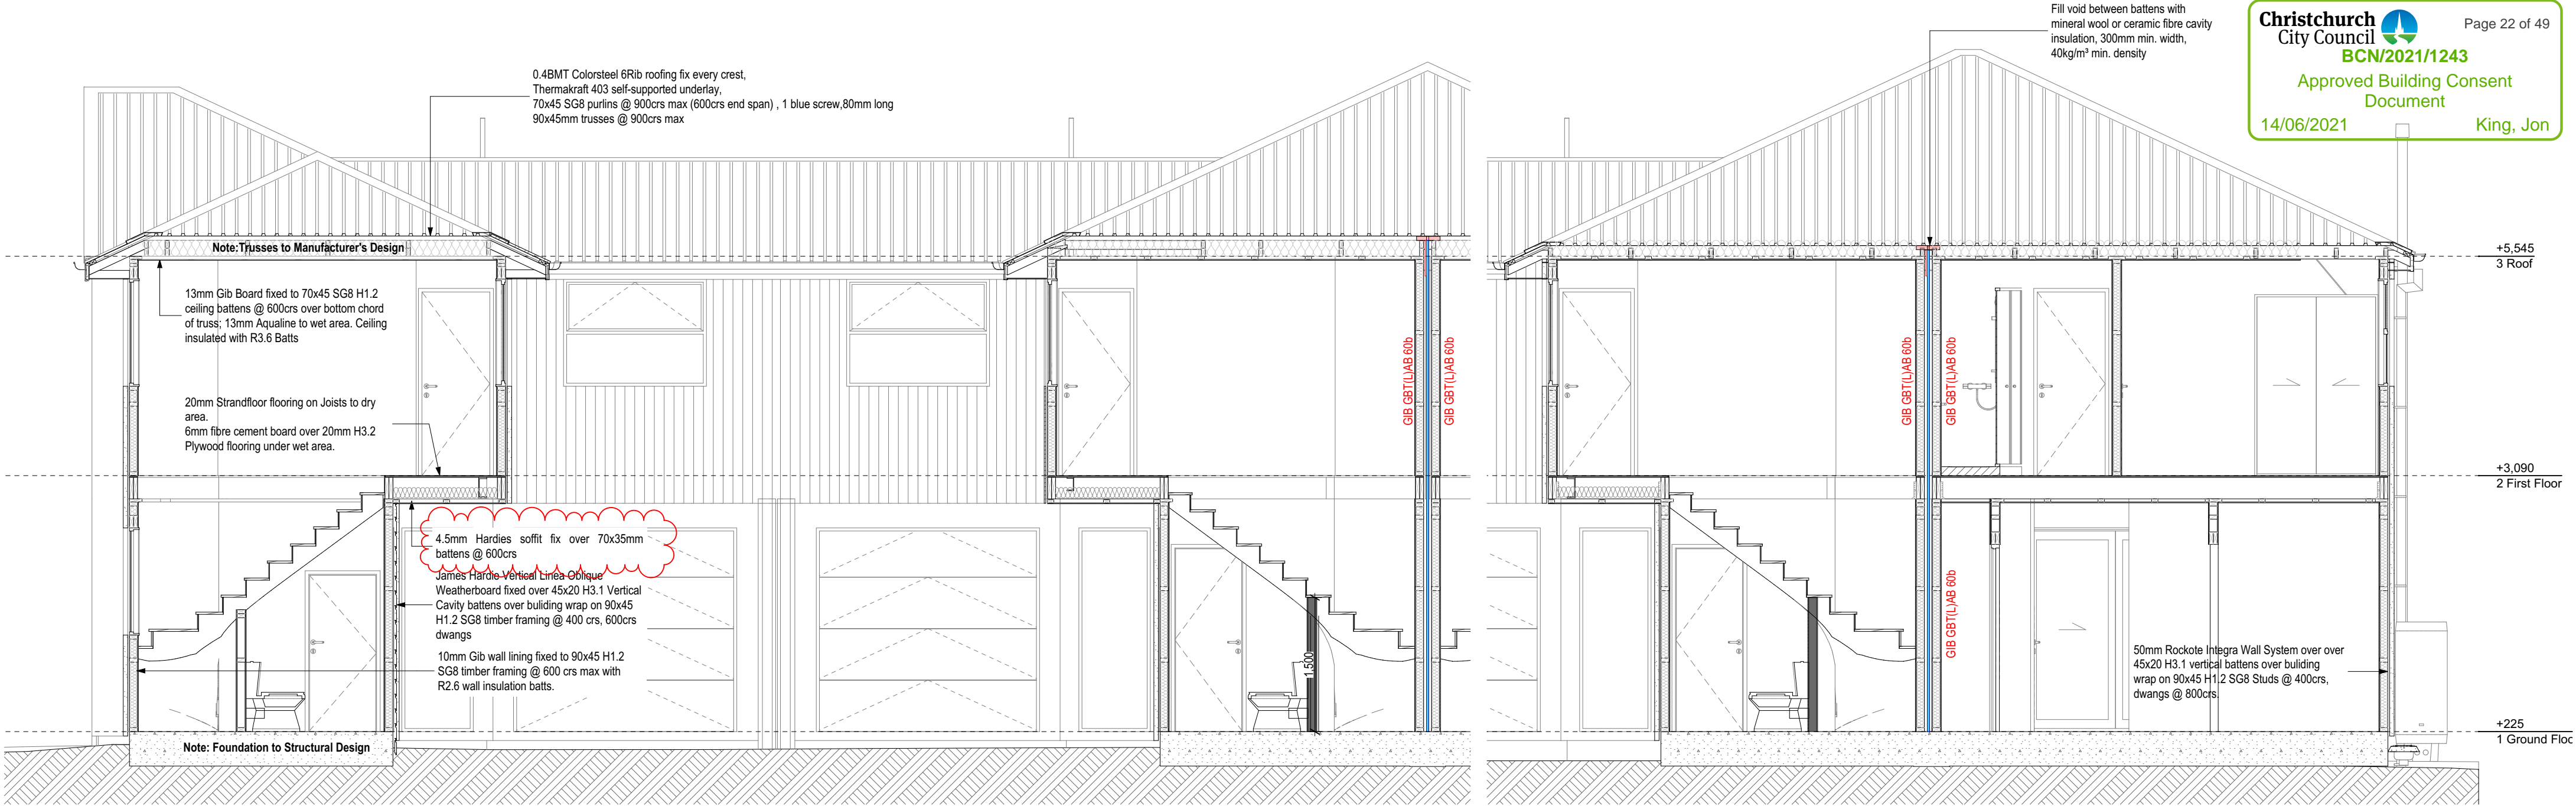 Fill void between battens with
mineral wool or ceramic fibre cavity
insulation, 300mm min. width,
40kg/m³ min. density
Christchurch
City Council
Page 22 of 49
BCN/2021/1243
Approved Building Consent
Document
14/06/2021 King, Jon
0.4BMT Colorsteel 6Rib roofing fix every crest,
Thermakraft 403 self-supported underlay,
70x45 SG8 purlins @ 900crs max (600crs end span) , 1 blue screw,80mm long
90x45mm trusses @ 900crs max
Note:Trusses to Manufacturer's Design
+5,545
3 Roof
13mm Gib Board fixed to 70x45 SG8 H1.2
ceiling battens @ 600crs over bottom chord
of truss; 13mm Aqualine to wet area. Ceiling
insulated with R3.6 Batts
GIB GBT(L)AB 60b
GIB GBT(L)AB 60b
GIB GBT(L)AB 60b
GIB GBT(L)AB 60b
20mm Strandfloor flooring on Joists to dry
area.
6mm fibre cement board over 20mm H3.2
Plywood flooring under wet area.
+3,090
2 First Floor
4.5mm Hardies soffit fix over 70x35mm
battens @ 600crs
James Hardie Vertical Linea Oblique
Weatherboard fixed over 45x20 H3.1 Vertical
Cavity battens over buliding wrap on 90x45
H1.2 SG8 timber framing @ 400 crs, 600crs
dwangs
10mm Gib wall lining fixed to 90x45 H1.2
SG8 timber framing @ 600 crs max with
R2.6 wall insulation batts.
1,500
GIB GBT(L)AB 60b
50mm Rockote Integra Wall System over over
45x20 H3.1 vertical battens over buliding
wrap on 90x45 H1.2 SG8 Studs @ 400crs,
dwangs @ 800crs.
Note: Foundation to Structural Design
+225
1 Ground Floo